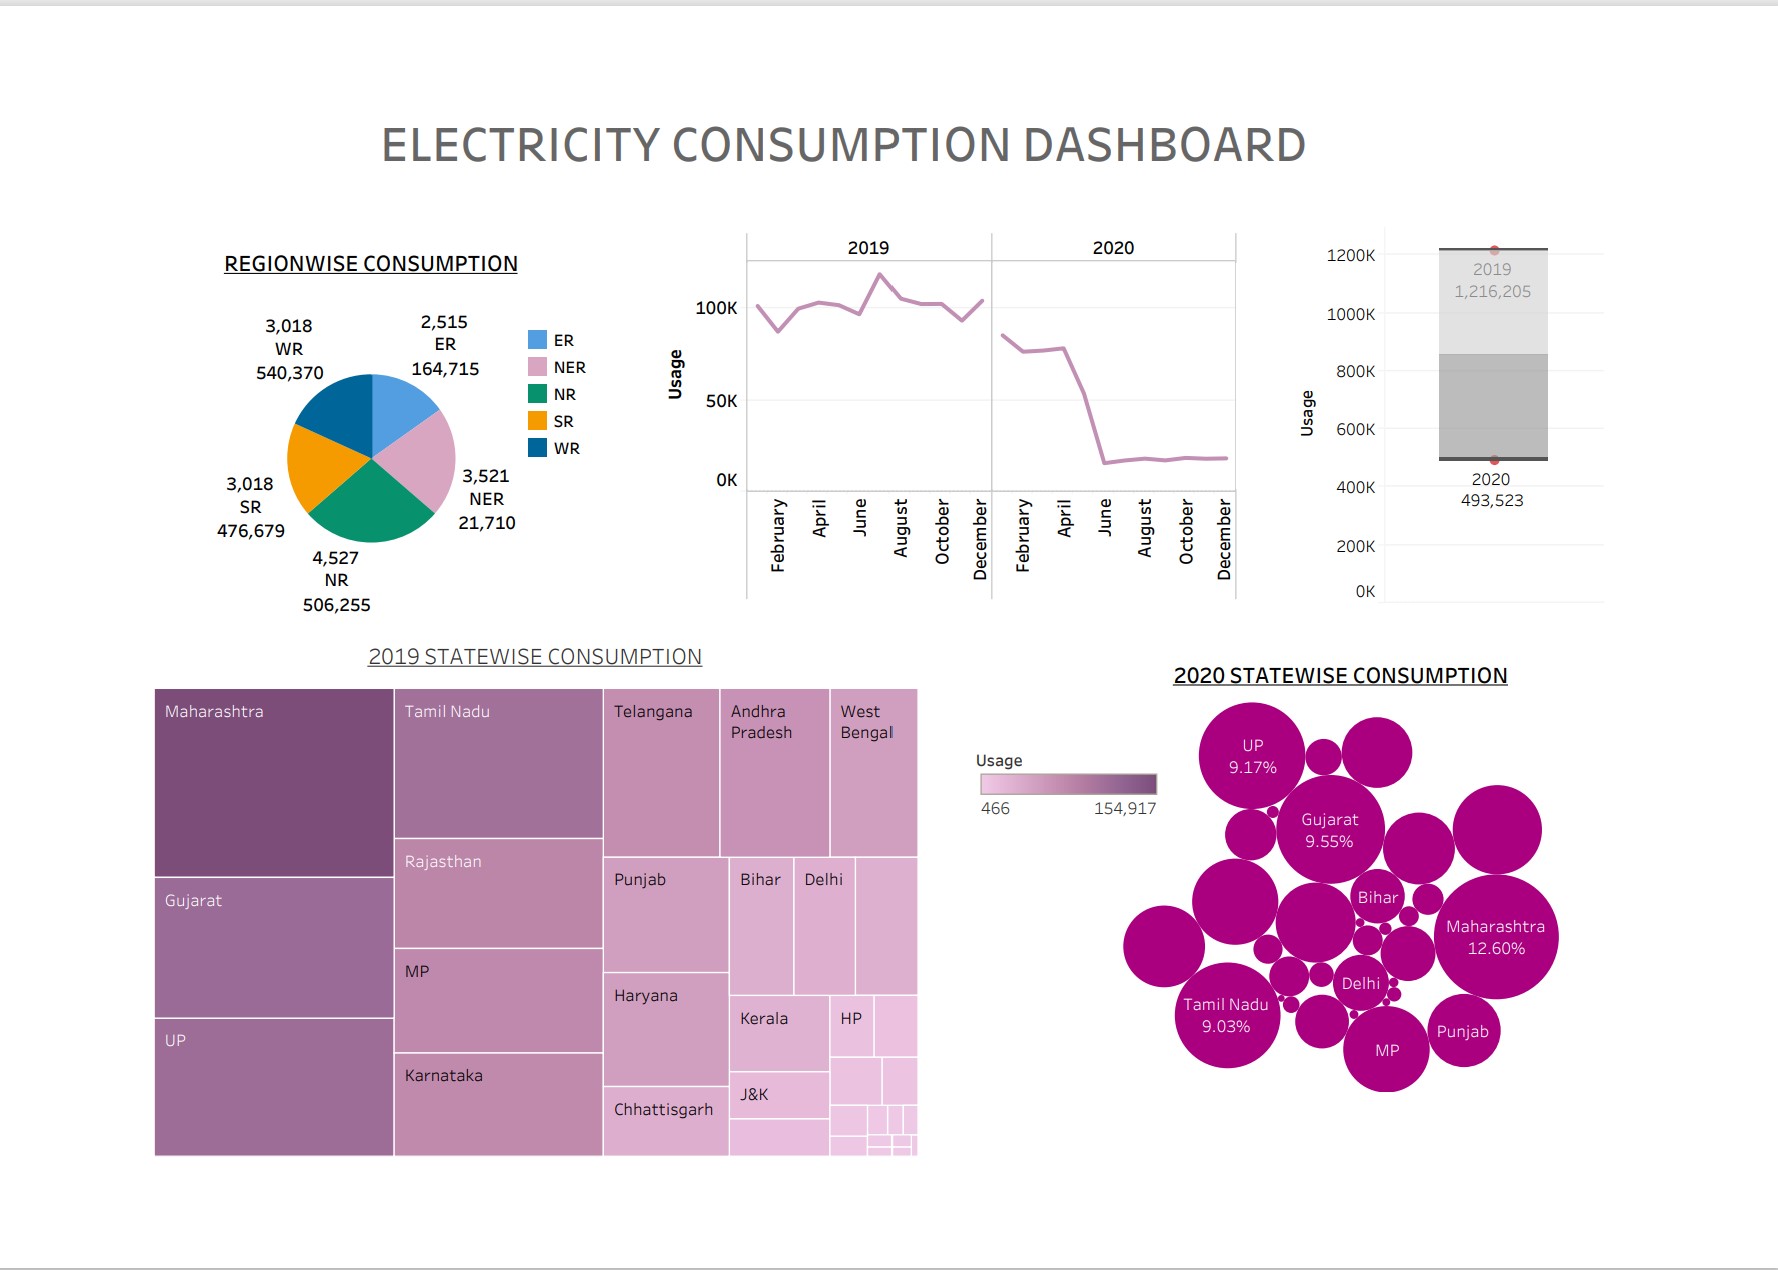 ELECTRICITY CONSUMPTION DASHBOARD
REGIONWISE CONSUMPTION
3,018
WR
540,370
2,515
ER
164,715
3,521
NER
21,710
4,527
NR
506,255
3,018
SR
476,679
ER
NER
NR
SR
WR
2019
2020
Usage
100K
50K
0K
February
April
June
August
October
December
February
April
June
August
October
December
Usage
1200K
1000K
800K
600K
400K
200K
0K
2019
1,216,205
2020
493,523
2019 STATEWISE CONSUMPTION
Maharashtra
Gujarat
UP
Tamil Nadu
Rajasthan
MP
Karnataka
Telangana
Andhra
Pradesh
West
Bengal
Punjab
Haryana
Chhattisgarh
Bihar
Delhi
Kerala
J&K
HP
Usage
466
154,917
2020 STATEWISE CONSUMPTION
UP
9.17%
Gujarat
9.55%
Bihar
Maharashtra
12.60%
Delhi
Tamil Nadu
9.03%
Punjab
MP